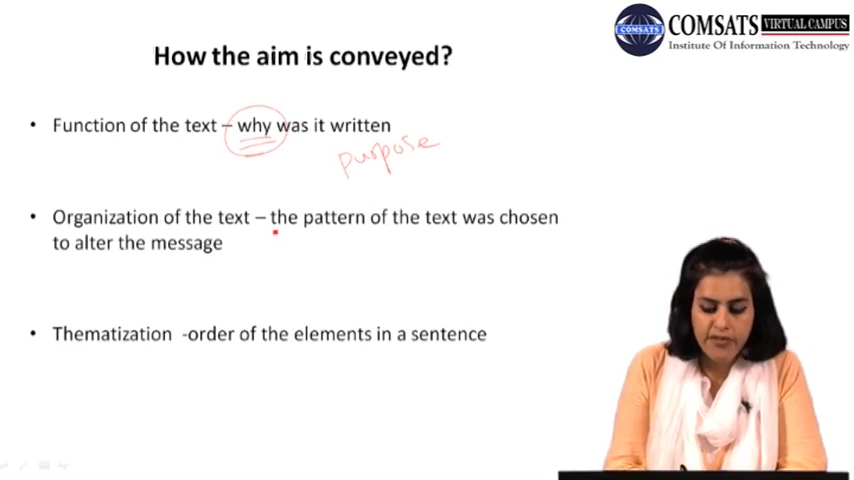 COMSATS VIRTUAL CAMPUS
COMSATS
Institute Of Information Technology
How the aim is conveyed?
• Function of the text – why was it written
purpose
• Organization of the text – the pattern of the text was chosen
to alter the message
• Thematization -order of the elements in a sentence